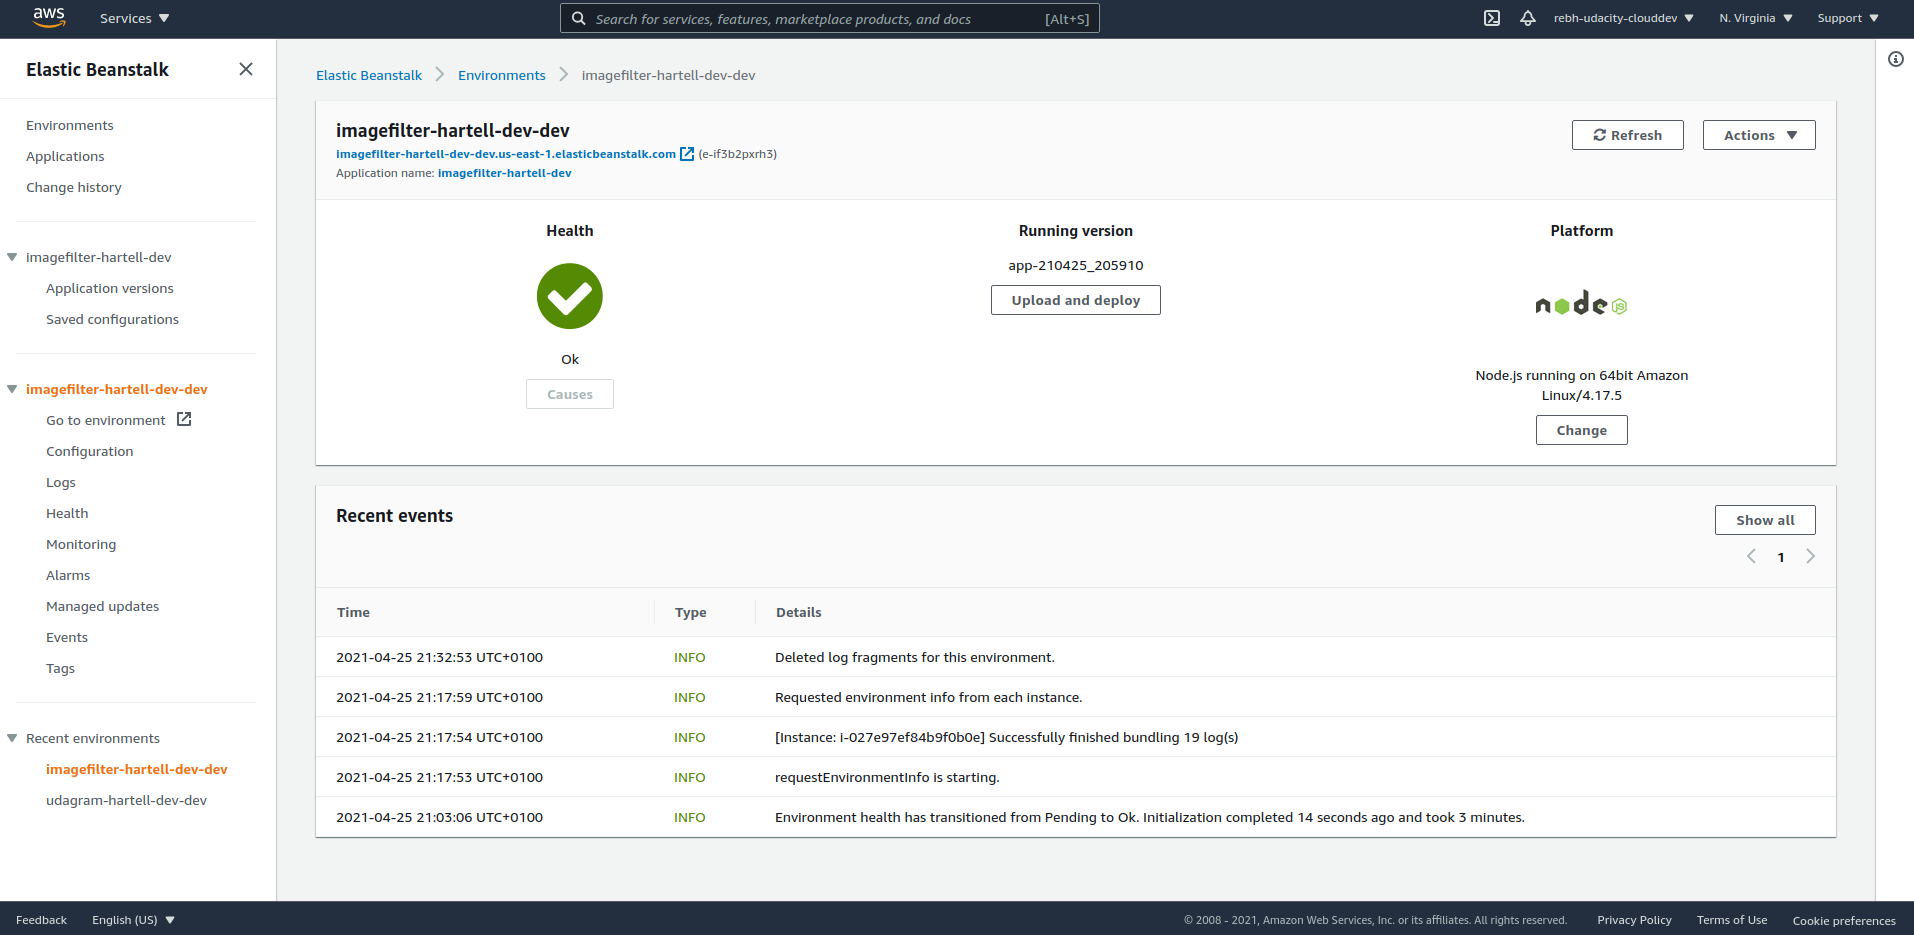 aws
Services
Search for services, features, marketplace products, and docs [Alt+S]
rebh-udacity-clouddev
N. Virginia
Support
Elastic Beanstalk
Environments
Applications
Change history
imagefilter-hartell-dev
Application versions
Saved configurations
imagefilter-hartell-dev-dev
Go to environment
Configuration
Logs
Health
Monitoring
Alarms
Managed updates
Events
Tags
Recent environments
imagefilter-hartell-dev-dev
udagram-hartell-dev-dev
Elastic Beanstalk > Environments > imagefilter-hartell-dev-dev
imagefilter-hartell-dev-dev
imagefilter-hartell-dev-dev.us-east-1.elasticbeanstalk.com (e-if3b2pxrh3)
Application name: imagefilter-hartell-dev
Refresh
Actions
Health
Ok
Causes
Running version
app-210425_205910
Upload and deploy
Platform
node JS
Node.js running on 64bit Amazon
Linux/4.17.5
Change
Recent events
Show all
1
Time Type Details
2021-04-25 21:32:53 UTC+0100 INFO Deleted log fragments for this environment.
2021-04-25 21:17:59 UTC+0100 INFO Requested environment info from each instance.
2021-04-25 21:17:54 UTC+0100 INFO [Instance: i-027e97ef84b9f0b0e] Successfully finished bundling 19 log(s)
2021-04-25 21:17:53 UTC+0100 INFO requestEnvironmentInfo is starting.
2021-04-25 21:03:06 UTC+0100 INFO Environment health has transitioned from Pending to Ok. Initialization completed 14 seconds ago and took 3 minutes.
Feedback
English (US)
© 2008 - 2021, Amazon Web Services, Inc. or its affiliates. All rights reserved.
Privacy Policy
Terms of Use
Cookie preferences